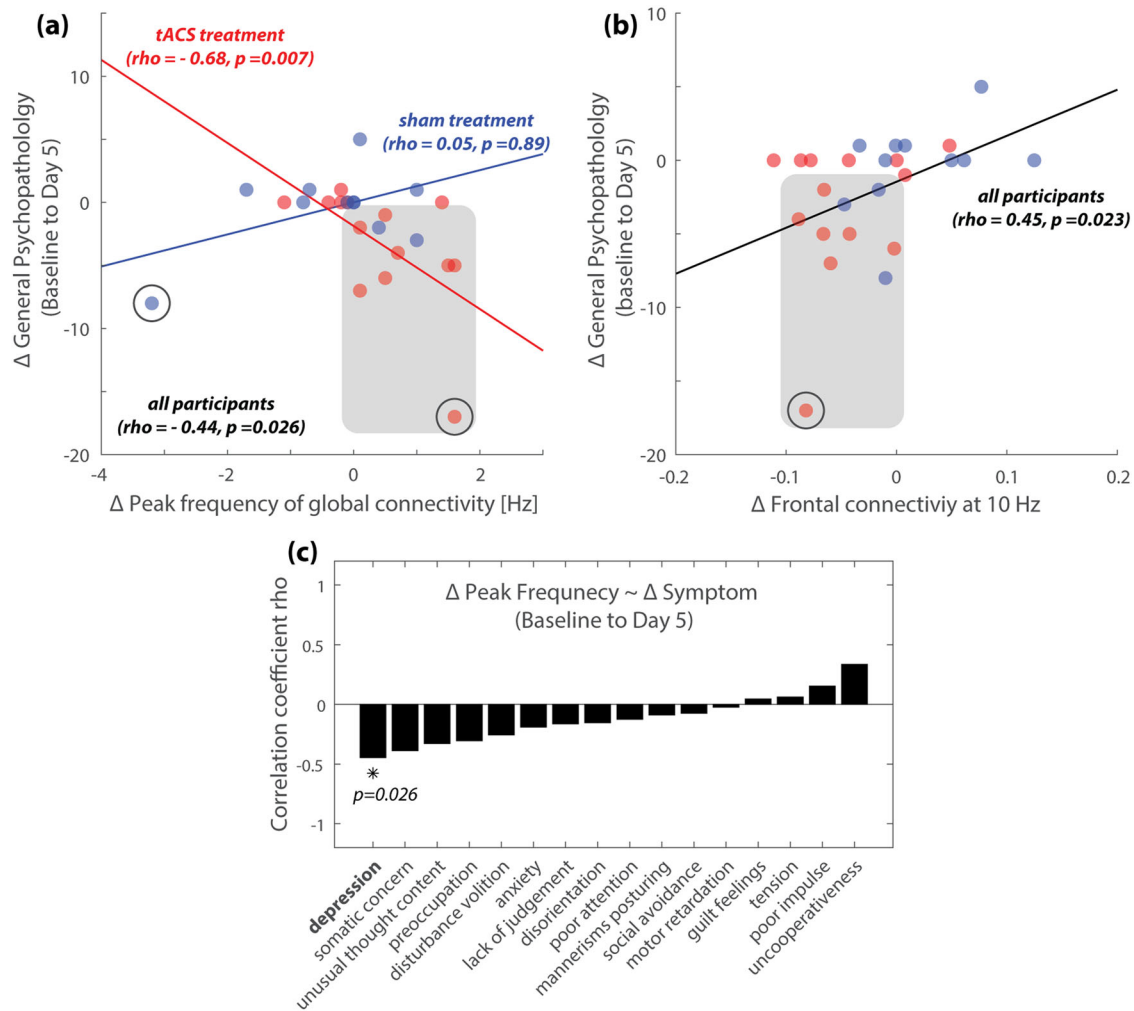 (a)
tACS treatment
(rho = - 0.68, p =0.007)
sham treatment
(rho = 0.05, p =0.89)
all participants
(rho = - 0.44, p =0.026)
10
0
-10
-20
-4
-2
0
2
Δ General Psychopathololgy
(Baseline to Day 5)
Δ Peak frequency of global connectivity [Hz]
(b)
all participants
(rho = 0.45, p =0.023)
10
0
-10
-20
-0.2
-0.1
0
0.1
0.2
Δ General Psychopathololgy
(baseline to Day 5)
Δ Frontal connectiviy at 10 Hz
(c)
Δ Peak Frequnecy ~ Δ Symptom
(Baseline to Day 5)
Correlation coefficient rho
1
0.5
0
-0.5
-1
*
p=0.026
depression
somatic concern
unusual thought content
preoccupation
disturbance volition
anxiety
lack of judgement
disorientation
poor attention
mannerisms posturing
social avoidance
motor retardation
guilt feelings
tension
poor impulse
uncooperativeness